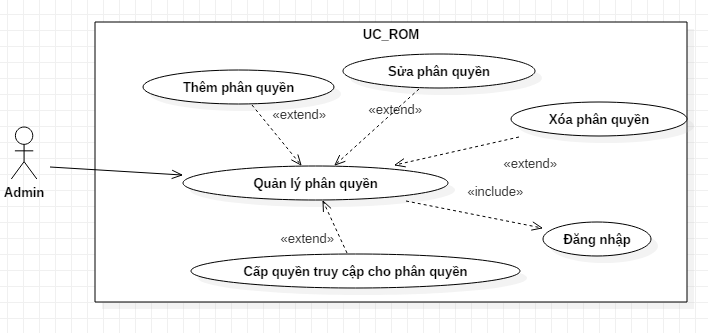 UC_ROM
Sửa phân quyền
Thêm phân quyền
«extend»
«extend»
Xóa phân quyền
«extend»
Admin
Quản lý phân quyền
«include»
«extend»
Đăng nhập
Cấp quyền truy cập cho phân quyền